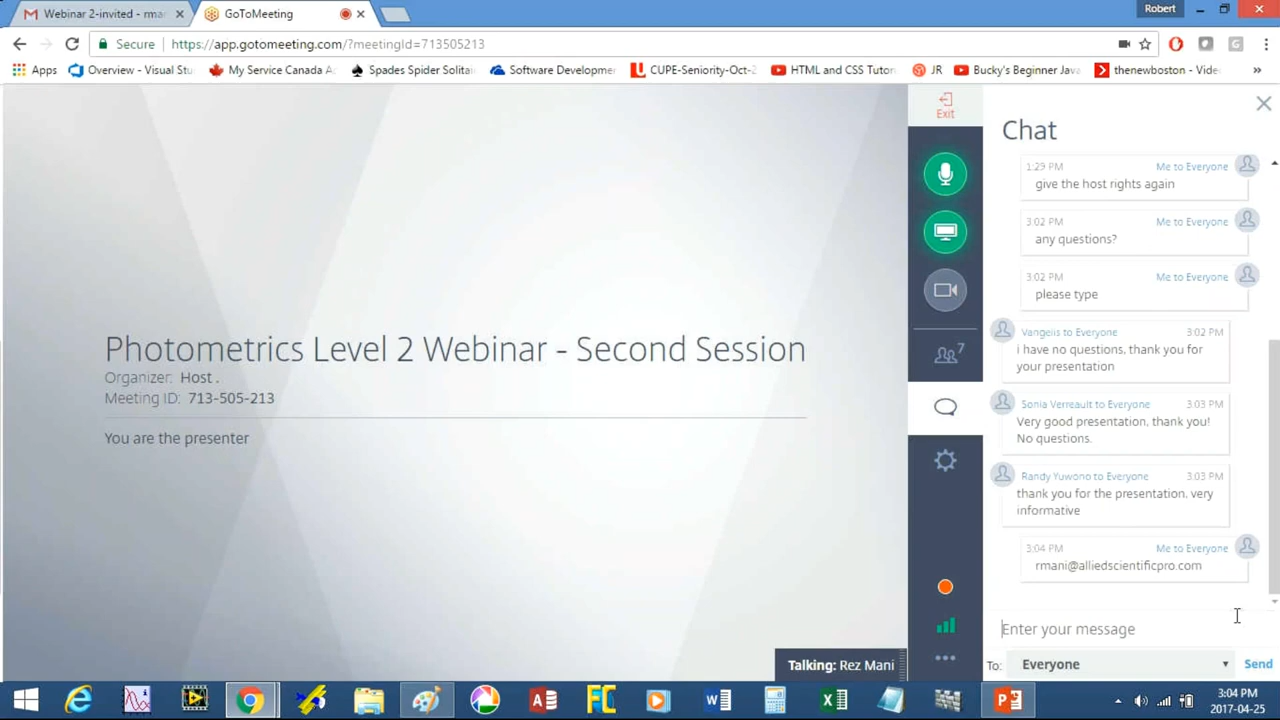 Webinar 2-invited - rmar
GoToMeeting
Robert
Secure
https://app.gotomeeting.com/?meetingId=713505213
Apps
Overview - Visual Stu
My Service Canada A
Spades Spider Solitai
Software Developme
CUPE-Seniority-Oct-2
HTML and CSS Tutor
JR
Bucky's Beginner Java
thenewboston - Vide
»
Photometrics Level 2 Webinar - Second Session
Organizer: Host .
Meeting ID: 713-505-213
You are the presenter
Talking: Rez Mani
Exit
7
Chat
1:29 PM Me to Everyone
give the host rights again
3:02 PM Me to Everyone
any questions?
3:02 PM Me to Everyone
please type
Vangelis to Everyone 3:02 PM
i have no questions, thank you for
your presentation
Sonia Verreault to Everyone 3:03 PM
Very good presentation, thank you!
No questions.
Randy Yuwono to Everyone 3:03 PM
thank you for the presentation, very
informative
3:04 PM Me to Everyone
rmani@alliedscientificpro.com
Enter your message
To: Everyone Send
3:04 PM
2017-04-25